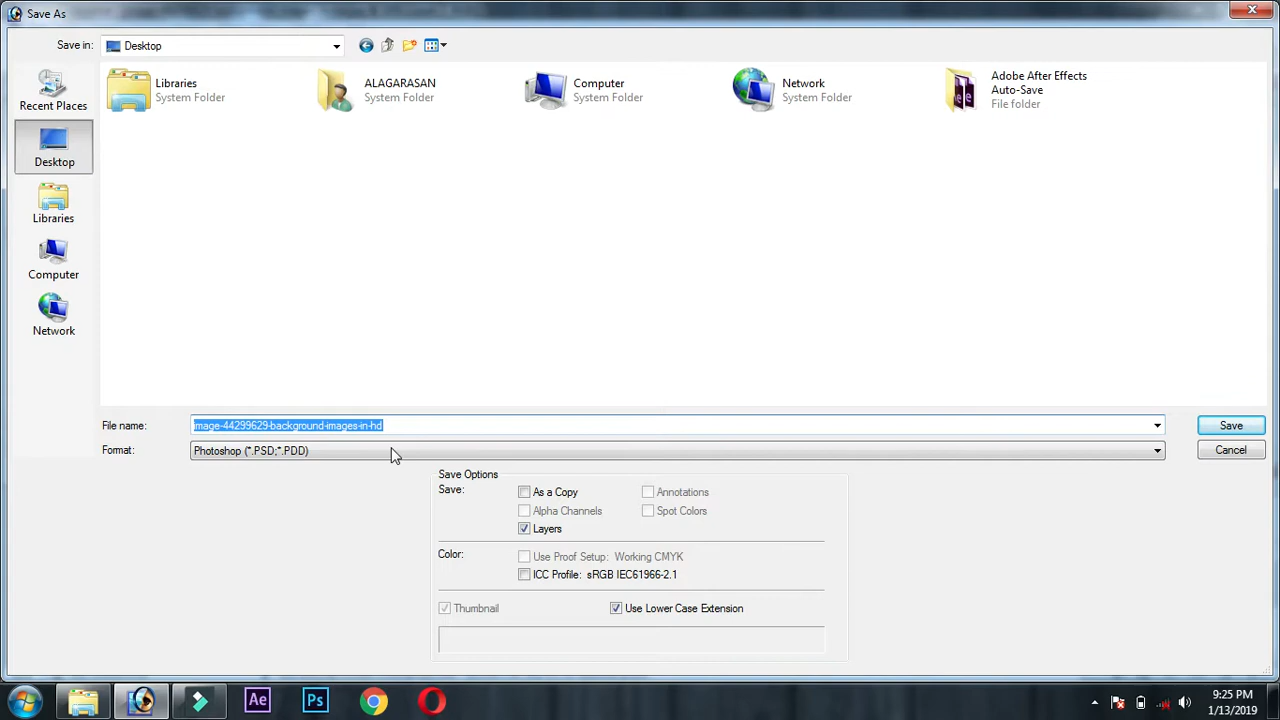 Save As
Save in:
Desktop
Recent Places
Desktop
Libraries
Computer
Network
Libraries
System Folder
ALAGARASAN
System Folder
Computer
System Folder
Network
System Folder
Adobe After Effects
Auto-Save
File folder
File name:
image-44299629-background-images-in-hd
Save
Format:
Photoshop (*.PSD;*.PDD)
Cancel
Save Options
Save:
As a Copy
Annotations
Alpha Channels
Spot Colors
Layers
Color:
Use Proof Setup: Working CMYK
ICC Profile: sRGB IEC61966-2.1
Thumbnail
Use Lower Case Extension
Ae
Ps
9:25 PM
1/13/2019